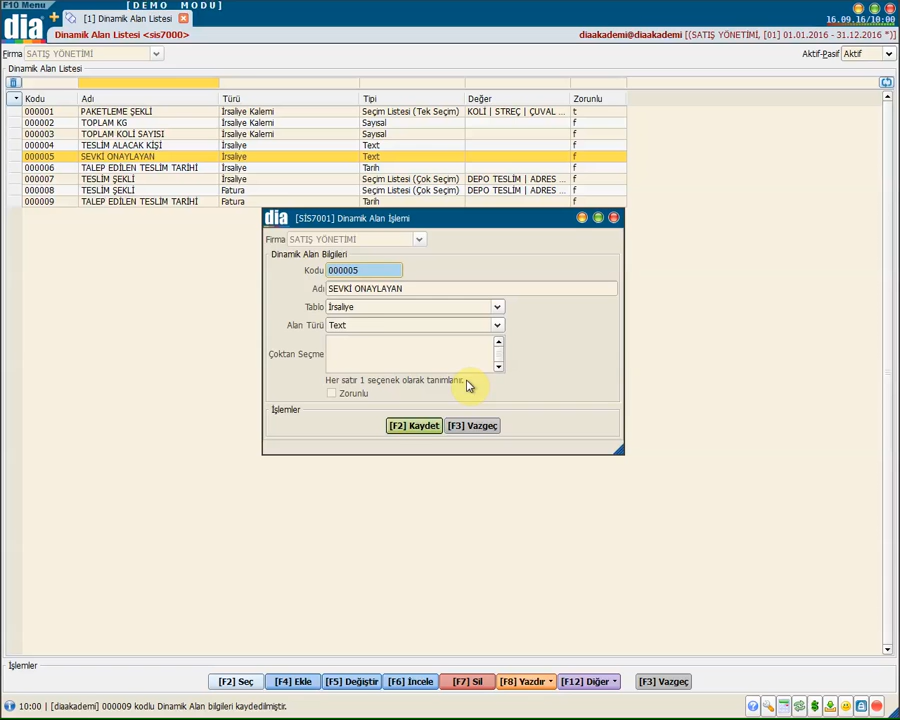 F10 Menu [DEMO MODU]
dia [1] Dinamik Alan Listesi
16.09.16/10:00
Dinamik Alan Listesi <sis7000> diaakademi@diaakademi [(SATIŞ YÖNETİMİ, [01] 01.01.2016 - 31.12.2016 *)]
Firma SATIŞ YÖNETİMİ Aktif-Pasif Aktif
Dinamik Alan Listesi
Kodu Adı Türü Tipi Değer Zorunlu
000001 PAKETLEME ŞEKLİ İrsaliye Kalemi Seçim Listesi (Tek Seçim) KOLİ | STREÇ | ÇUVAL ... t
000002 TOPLAM KG İrsaliye Kalemi Sayısal f
000003 TOPLAM KOLİ SAYISI İrsaliye Kalemi Sayısal f
000004 TESLİM ALACAK KİŞİ İrsaliye Text f
000005 SEVKİ ONAYLAYAN İrsaliye Text f
000006 TALEP EDİLEN TESLİM TARİHİ İrsaliye Tarih f
000007 TESLİM ŞEKLİ İrsaliye Seçim Listesi (Çok Seçim) DEPO TESLİM | ADRES ... f
000008 TESLİM ŞEKLİ Fatura Seçim Listesi (Çok Seçim) DEPO TESLİM | ADRES ... f
000009 TALEP EDİLEN TESLİM TARİHİ Fatura Tarih f
dia [SİS7001] Dinamik Alan İşlemi
Firma SATIŞ YÖNETİMİ
Dinamik Alan Bilgileri
Kodu 000005
Adı SEVKİ ONAYLAYAN
Tablo İrsaliye
Alan Türü Text
Çoktan Seçme
Her satır 1 seçenek olarak tanımlanır.
Zorunlu
İşlemler
[F2] Kaydet [F3] Vazgeç
İşlemler
[F2] Seç [F4] Ekle [F5] Değiştir [F6] İncele [F7] Sil [F8] Yazdır [F12] Diğer [F3] Vazgeç
10:00 | [diaakademi] 000009 kodlu Dinamik Alan bilgileri kaydedilmiştir.